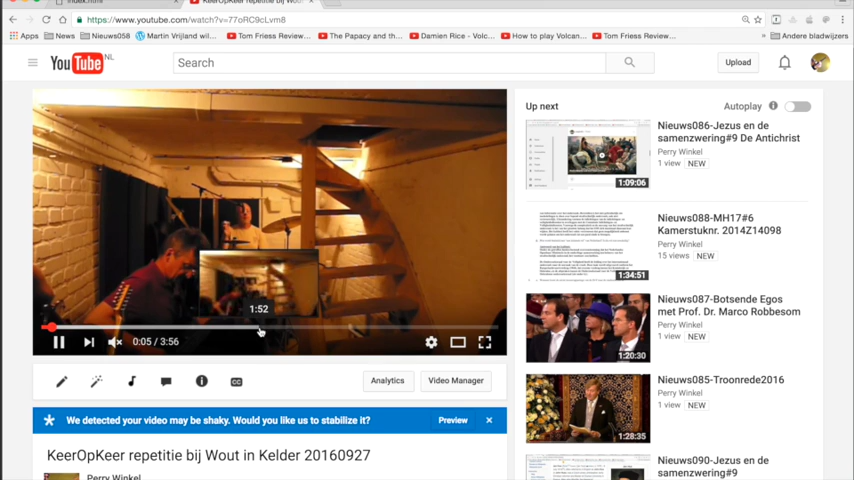 index.html
KeerOpKeer repetitie bij Wou
https://www.youtube.com/watch?v=77oRC9cLvm8
Apps News Nieuws058 Martin Vrijland wi... Tom Friess Review... The Papacy and th... Damien Rice - Volc... How to play Volcan... Tom Friess Review... » Andere bladwijzers
YouTube NL
Search
Upload
Up next
Autoplay
Nieuws086-Jezus en de
samenzwering#9 De Antichrist
Perry Winkel
1 view NEW
1:09:06
Nieuws088-MH17#6
Kamerstuknr. 2014Z14098
Perry Winkel
15 views NEW
1:34:51
Nieuws087-Botsende Egos
met Prof. Dr. Marco Robbesom
Perry Winkel
1:20:30
Nieuws085-Troonrede2016
Perry Winkel
1 view NEW
1:28:35
Nieuws090-Jezus en de
samenzwering#9
1:52
0:05 / 3:56
CC
Analytics
Video Manager
We detected your video may be shaky. Would you like us to stabilize it?
Preview
KeerOpKeer repetitie bij Wout in Kelder 20160927
Perry Winkel